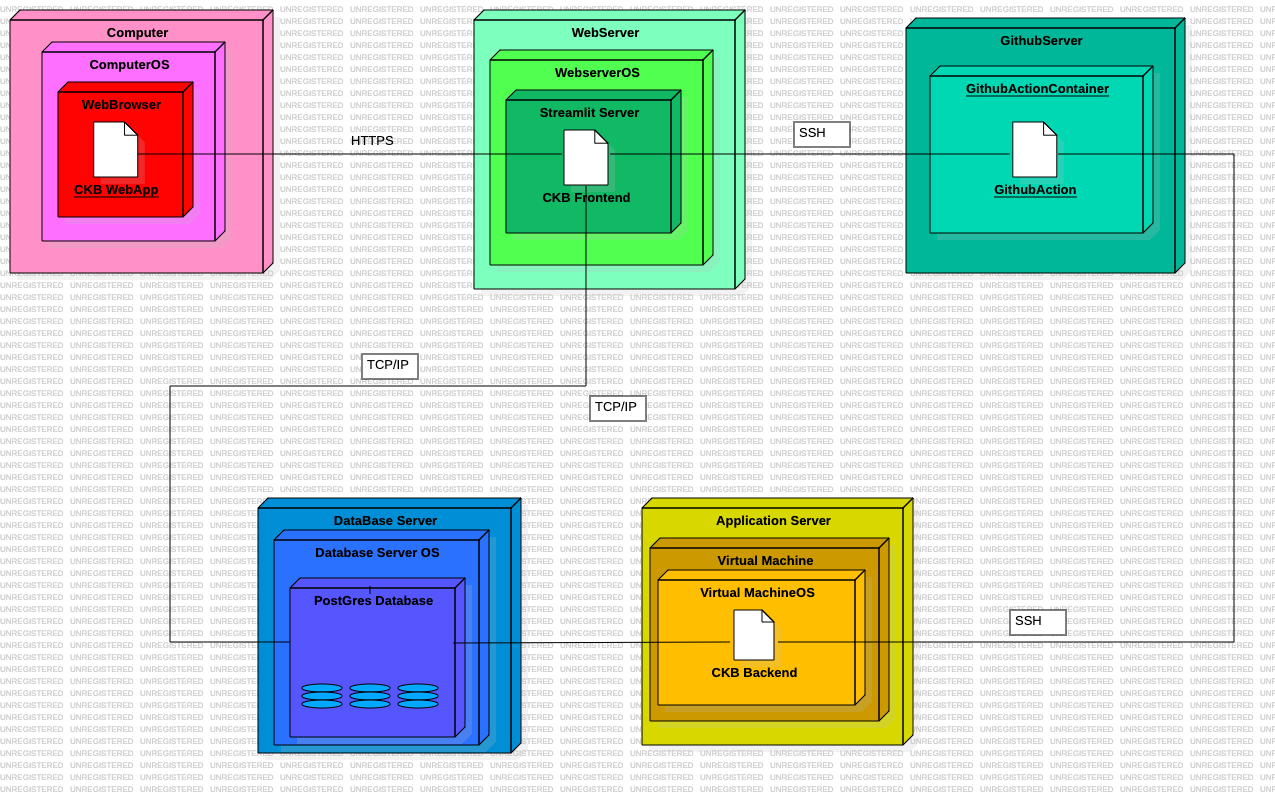 Computer
ComputerOS
WebBrowser
CKB WebApp
HTTPS
WebServer
WebserverOS
Streamlit Server
CKB Frontend
SSH
GithubServer
GithubActionContainer
GithubAction
TCP/IP
TCP/IP
DataBase Server
Database Server OS
PostGres Database
Application Server
Virtual Machine
Virtual MachineOS
CKB Backend
SSH
UNREGISTERED